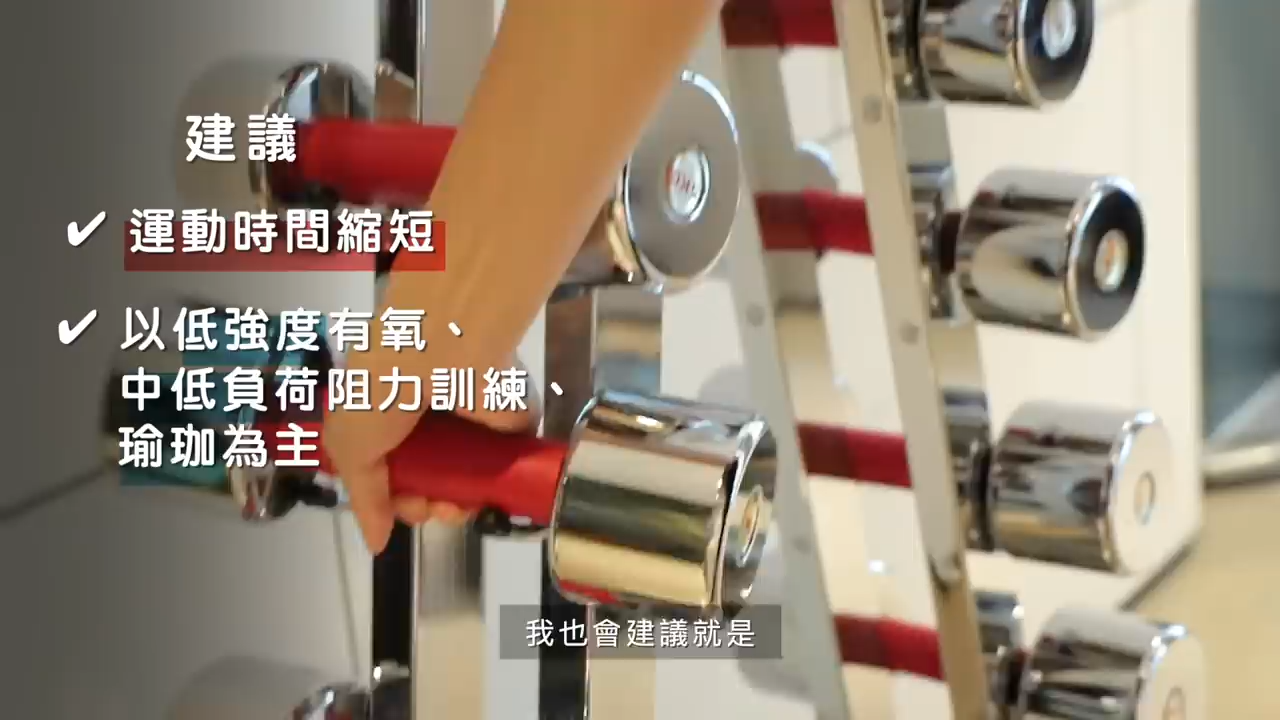 建議
✓ 運動時間縮短
✓ 以低強度有氧、
中低負荷阻力訓練、
瑜珈為主
我也會建議就是